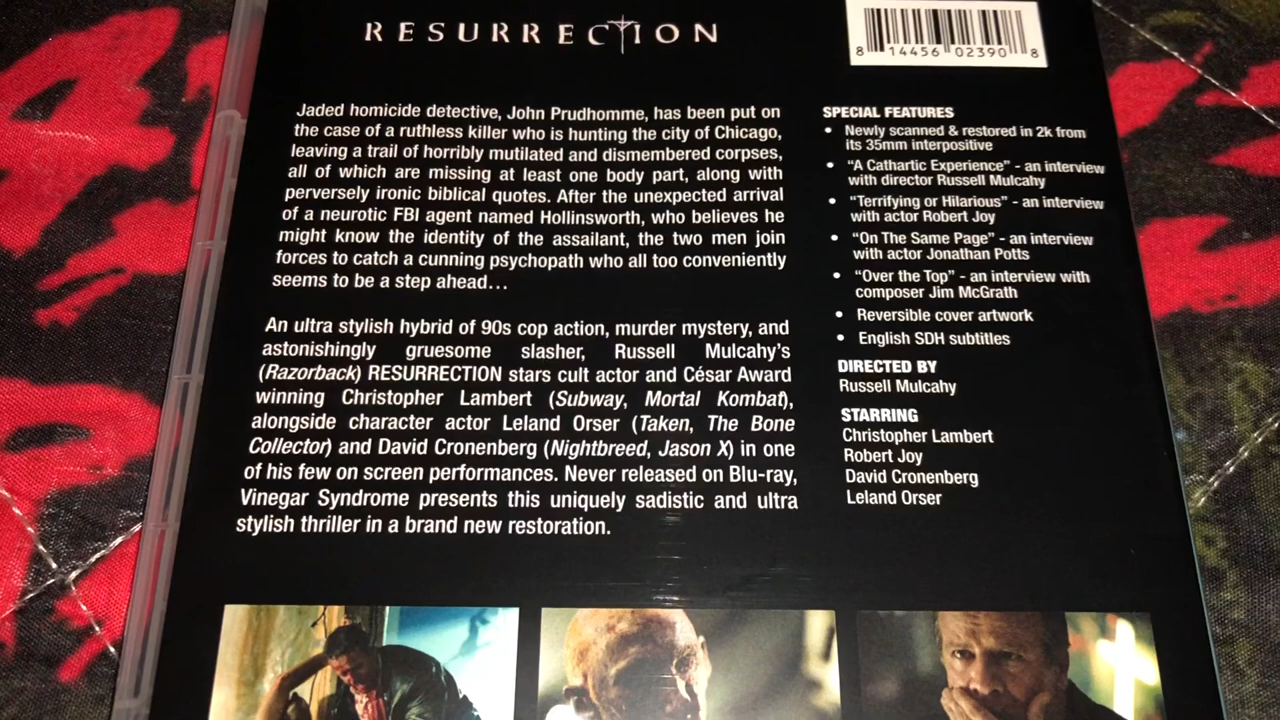 RESURRECTION
8 14456 02390 8
Jaded homicide detective, John Prudhomme, has been put on
the case of a ruthless killer who is hunting the city of Chicago,
leaving a trail of horribly mutilated and dismembered corpses,
all of which are missing at least one body part, along with
perversely ironic biblical quotes. After the unexpected arrival
of a neurotic FBI agent named Hollinsworth, who believes he
might know the identity of the assailant, the two men join
forces to catch a cunning psychopath who all too conveniently
seems to be a step ahead...
An ultra stylish hybrid of 90s cop action, murder mystery, and
astonishingly gruesome slasher, Russell Mulcahy's
(Razorback) RESURRECTION stars cult actor and César Award
winning Christopher Lambert (Subway, Mortal Kombat),
alongside character actor Leland Orser (Taken, The Bone
Collector) and David Cronenberg (Nightbreed, Jason X) in one
of his few on screen performances. Never released on Blu-ray,
Vinegar Syndrome presents this uniquely sadistic and ultra
stylish thriller in a brand new restoration.
SPECIAL FEATURES
• Newly scanned & restored in 2k from
its 35mm interpositive
• “A Cathartic Experience” - an interview
with director Russell Mulcahy
• “Terrifying or Hilarious” - an interview
with actor Robert Joy
• “On The Same Page” - an interview
with actor Jonathan Potts
• “Over the Top” - an interview with
composer Jim McGrath
• Reversible cover artwork
• English SDH subtitles
DIRECTED BY
Russell Mulcahy
STARRING
Christopher Lambert
Robert Joy
David Cronenberg
Leland Orser